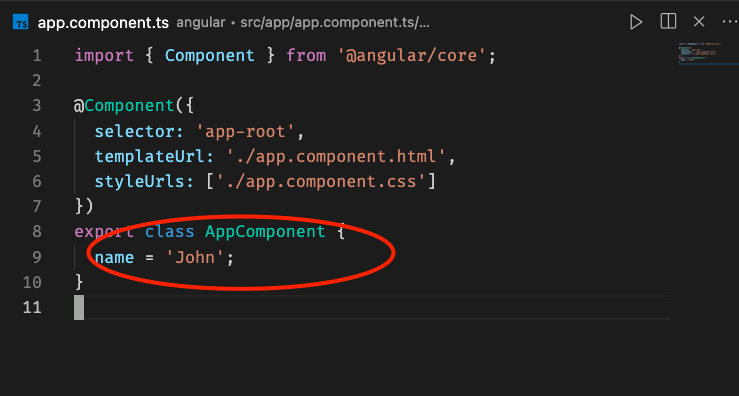 TS app.component.ts angular • src/app/app.component.ts/...
1 import { Component } from '@angular/core';
2
3 @Component({
4 selector: 'app-root',
5 templateUrl: './app.component.html',
6 styleUrls: ['./app.component.css']
7 })
8 export class AppComponent {
9 name = 'John';
10 }
11